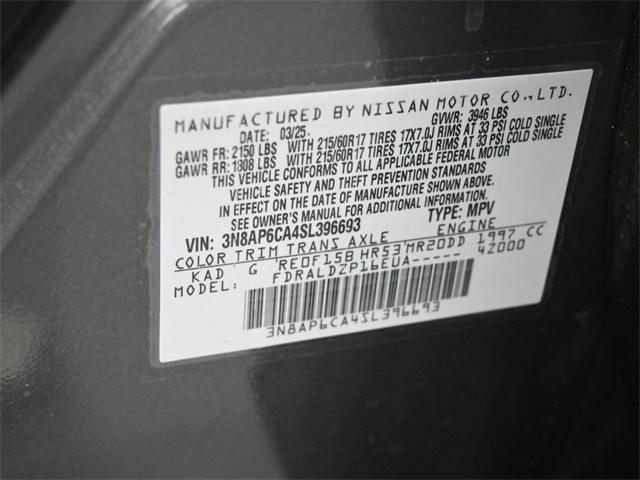 MANUFACTURED BY NISSAN MOTOR CO., LTD.
DATE 03/25. GVWR: 3946 LBS
GAWR FR: 2150 LBS WITH 215/60R17 TIRES 17X7.0J RIMS AT 33 PSI COLD SINGLE
GAWR RR: 1908 LBS WITH 215/60R17 TIRES 17X7.0J RIMS AT 33 PSI COLD SINGLE
THIS VEHICLE CONFORMS TO ALL APPLICABLE FEDERAL MOTOR
VEHICLE SAFETY AND THEFT PREVENTION STANDARDS
IN EFFECT ON THE DATE OF MANUFACTURE SHOWN ABOVE.
SEE OWNER'S MANUAL FOR ADDITIONAL INFORMATION.
VIN: 3N8AP6CA4SL396693 TYPE: MPV
COLOR TRIM TRANS AXLE ENGINE
KAD G RE0F15B HR53 MR20DD 1997 CC
MODEL: FDRALDZP16EUA----- 4Z000
3N8AP6CA4SL396693